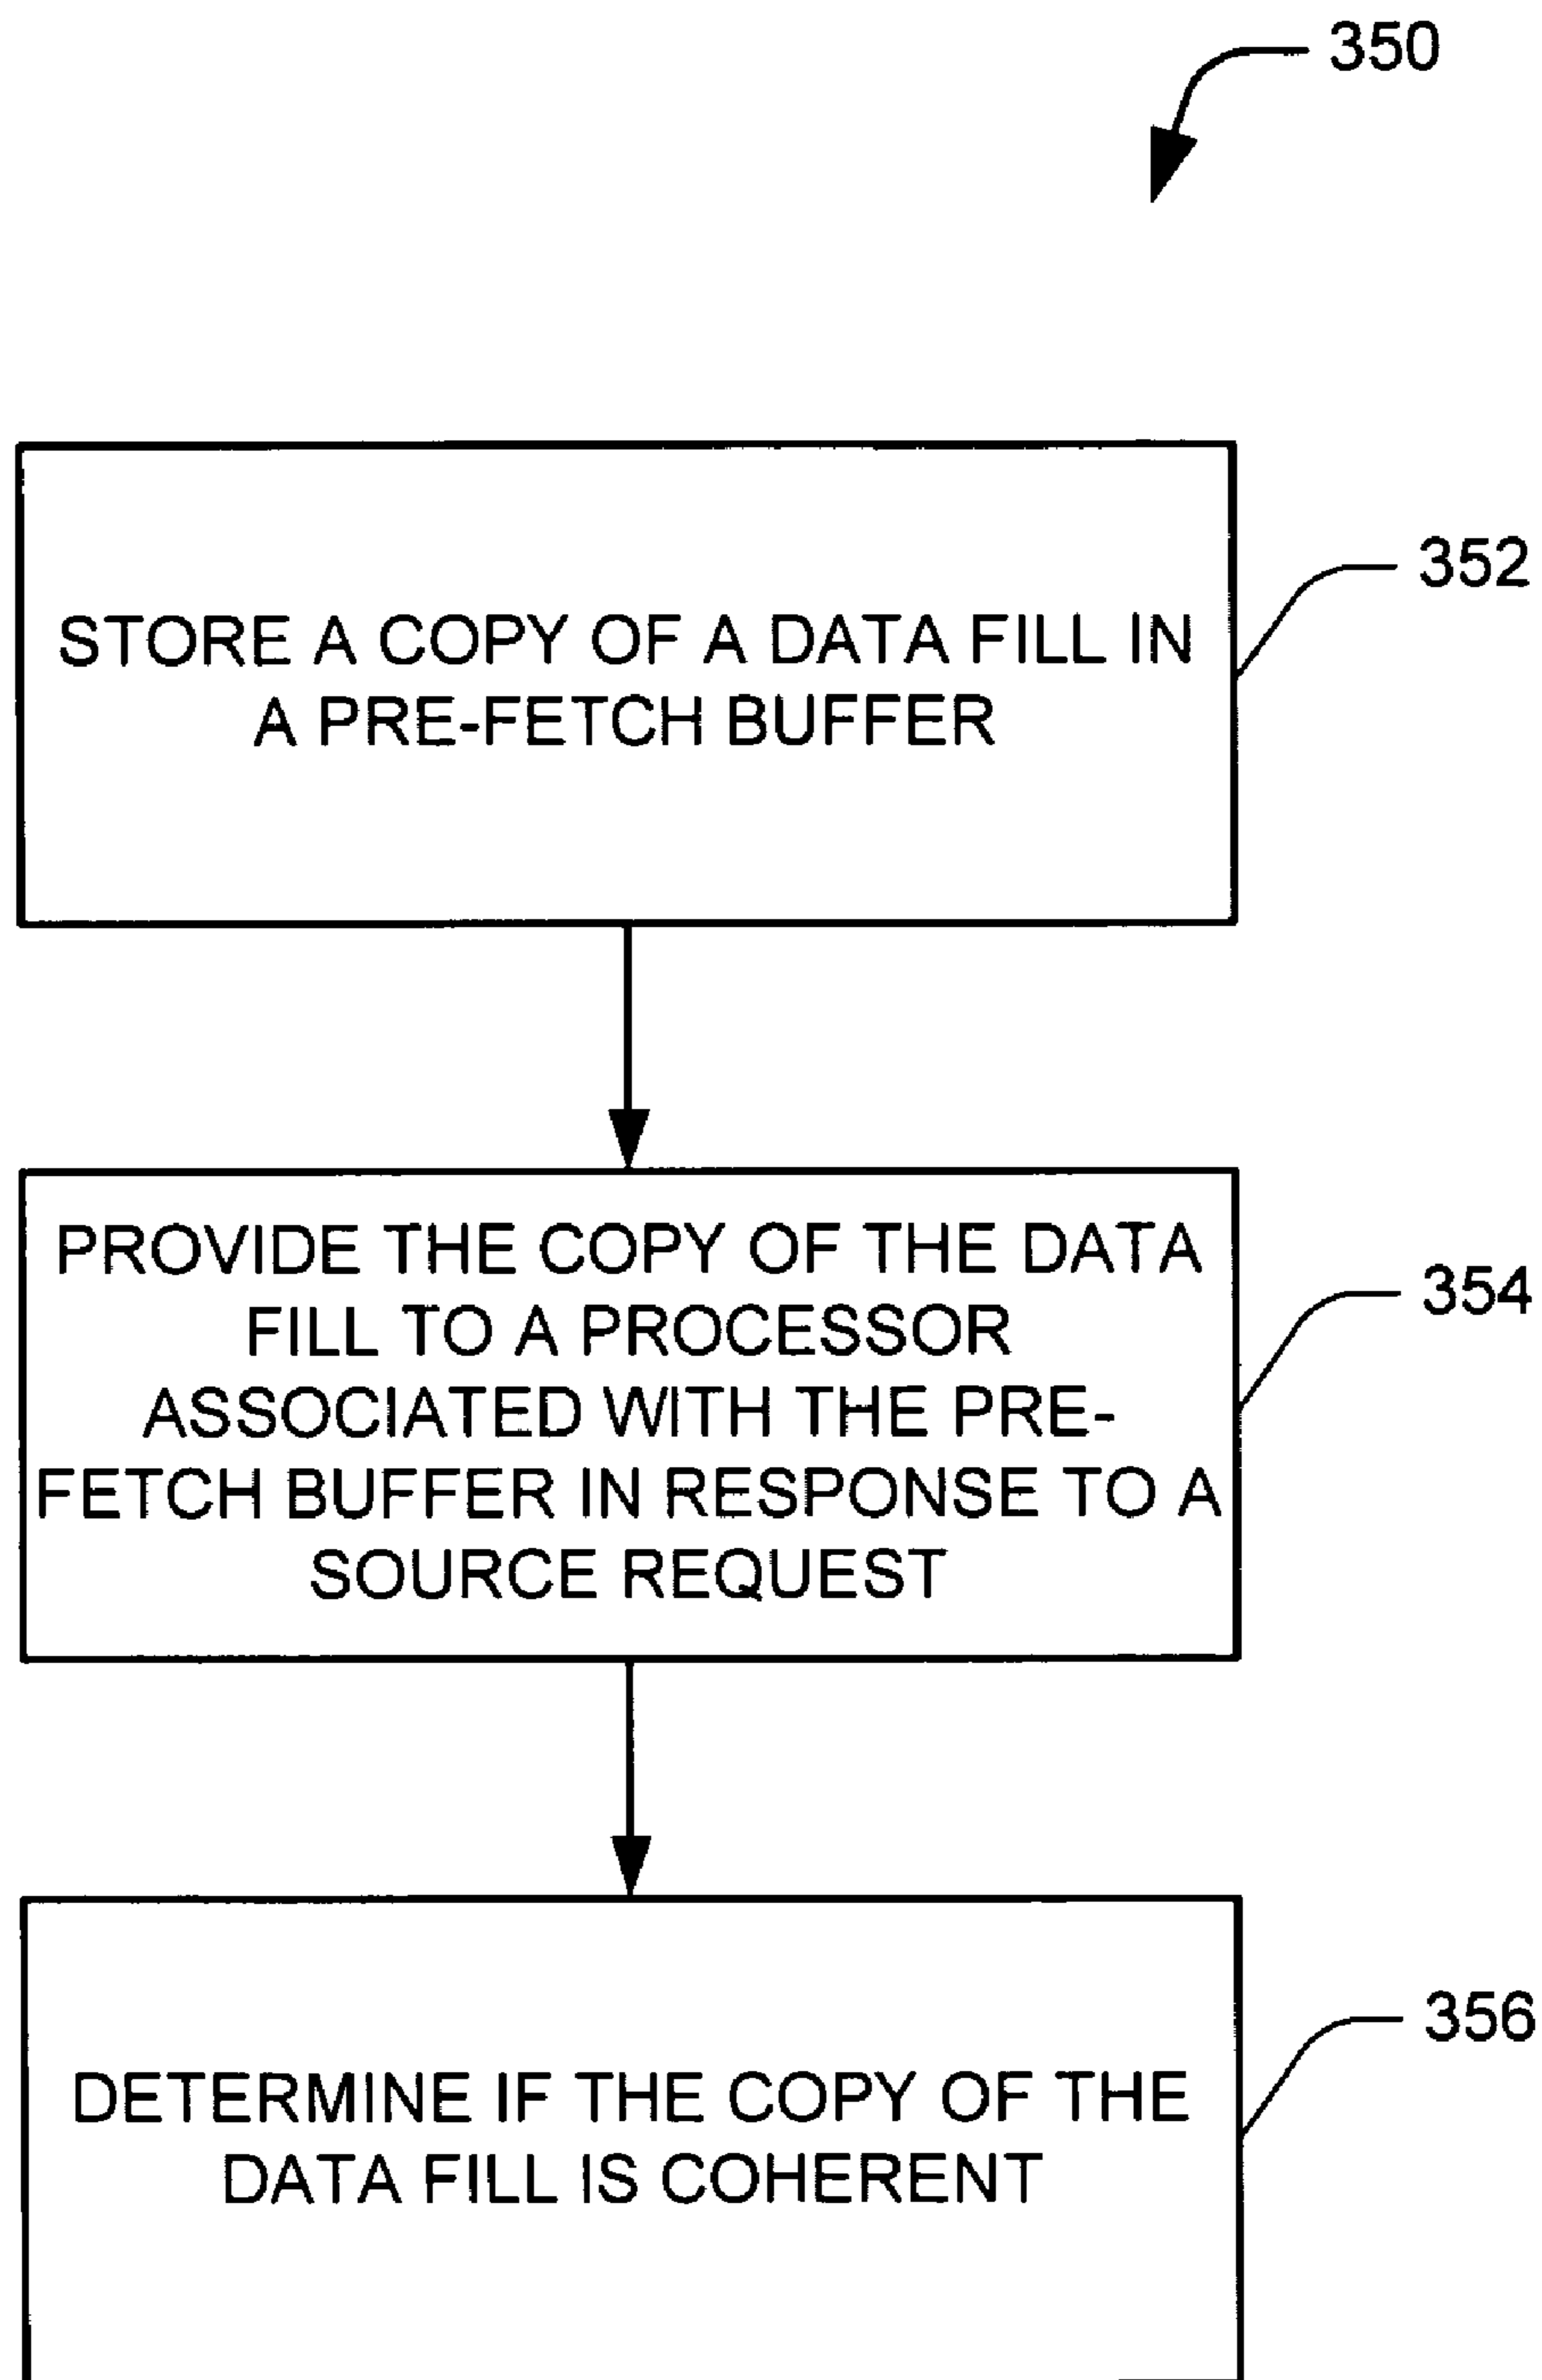 350
STORE A COPY OF A DATA FILL IN
A PRE-FETCH BUFFER
352
PROVIDE THE COPY OF THE DATA
FILL TO A PROCESSOR
ASSOCIATED WITH THE PRE-
FETCH BUFFER IN RESPONSE TO A
SOURCE REQUEST
354
DETERMINE IF THE COPY OF THE
DATA FILL IS COHERENT
356